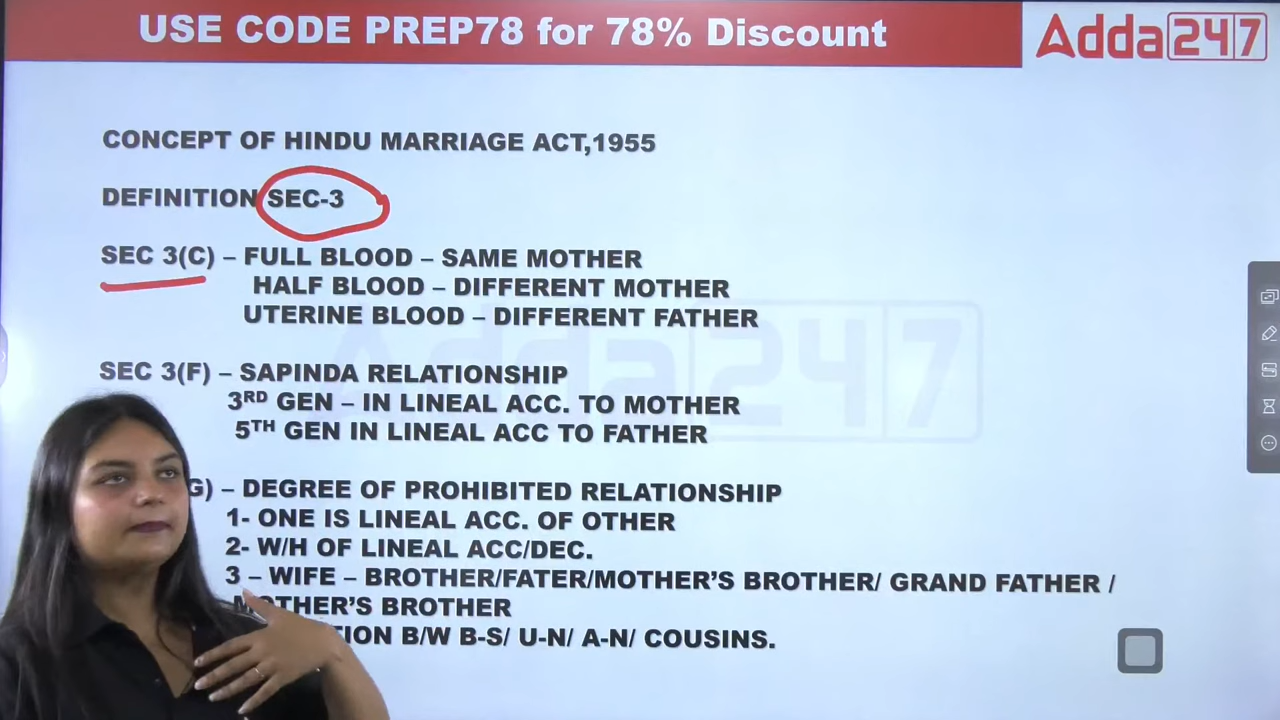 USE CODE PREP78 for 78% Discount
Adda247
CONCEPT OF HINDU MARRIAGE ACT,1955
DEFINITION SEC-3
SEC 3(C) – FULL BLOOD – SAME MOTHER
HALF BLOOD – DIFFERENT MOTHER
UTERINE BLOOD – DIFFERENT FATHER
Adda247
SEC 3(F) – SAPINDA RELATIONSHIP
3RD GEN – IN LINEAL ACC. TO MOTHER
5TH GEN IN LINEAL ACC TO FATHER
G) – DEGREE OF PROHIBITED RELATIONSHIP
1- ONE IS LINEAL ACC. OF OTHER
2- W/H OF LINEAL ACC/DEC.
3 – WIFE – BROTHER/FATER/MOTHER'S BROTHER/ GRAND FATHER /
MOTHER'S BROTHER
TION B/W B-S/ U-N/ A-N/ COUSINS.